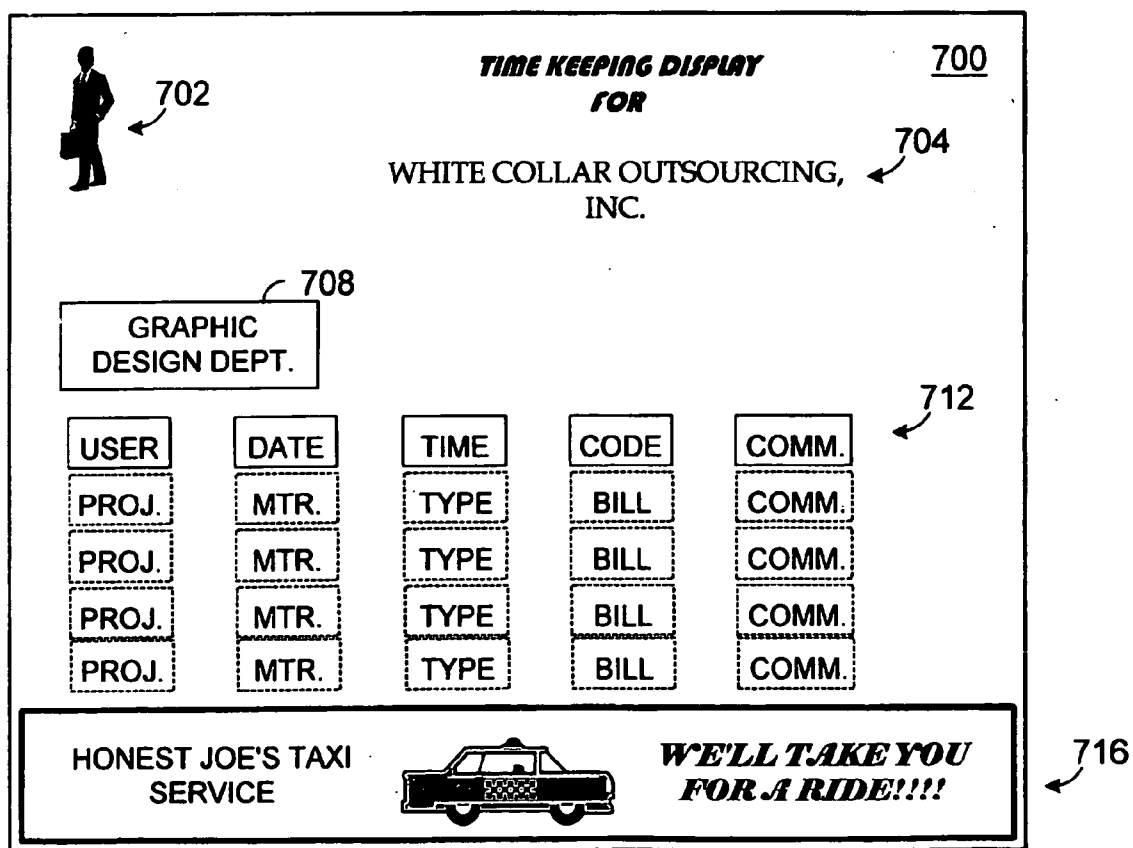 TIME KEEPING DISPLAY 700
FOR
702
704
WHITE COLLAR OUTSOURCING,
INC.
708
GRAPHIC
DESIGN DEPT.
712
USER DATE TIME CODE COMM.
PROJ. MTR. TYPE BILL COMM.
PROJ. MTR. TYPE BILL COMM.
PROJ. MTR. TYPE BILL COMM.
PROJ. MTR. TYPE BILL COMM.
HONEST JOE'S TAXI
SERVICE
WE'LL TAKE YOU
FOR A RIDE!!!!
716